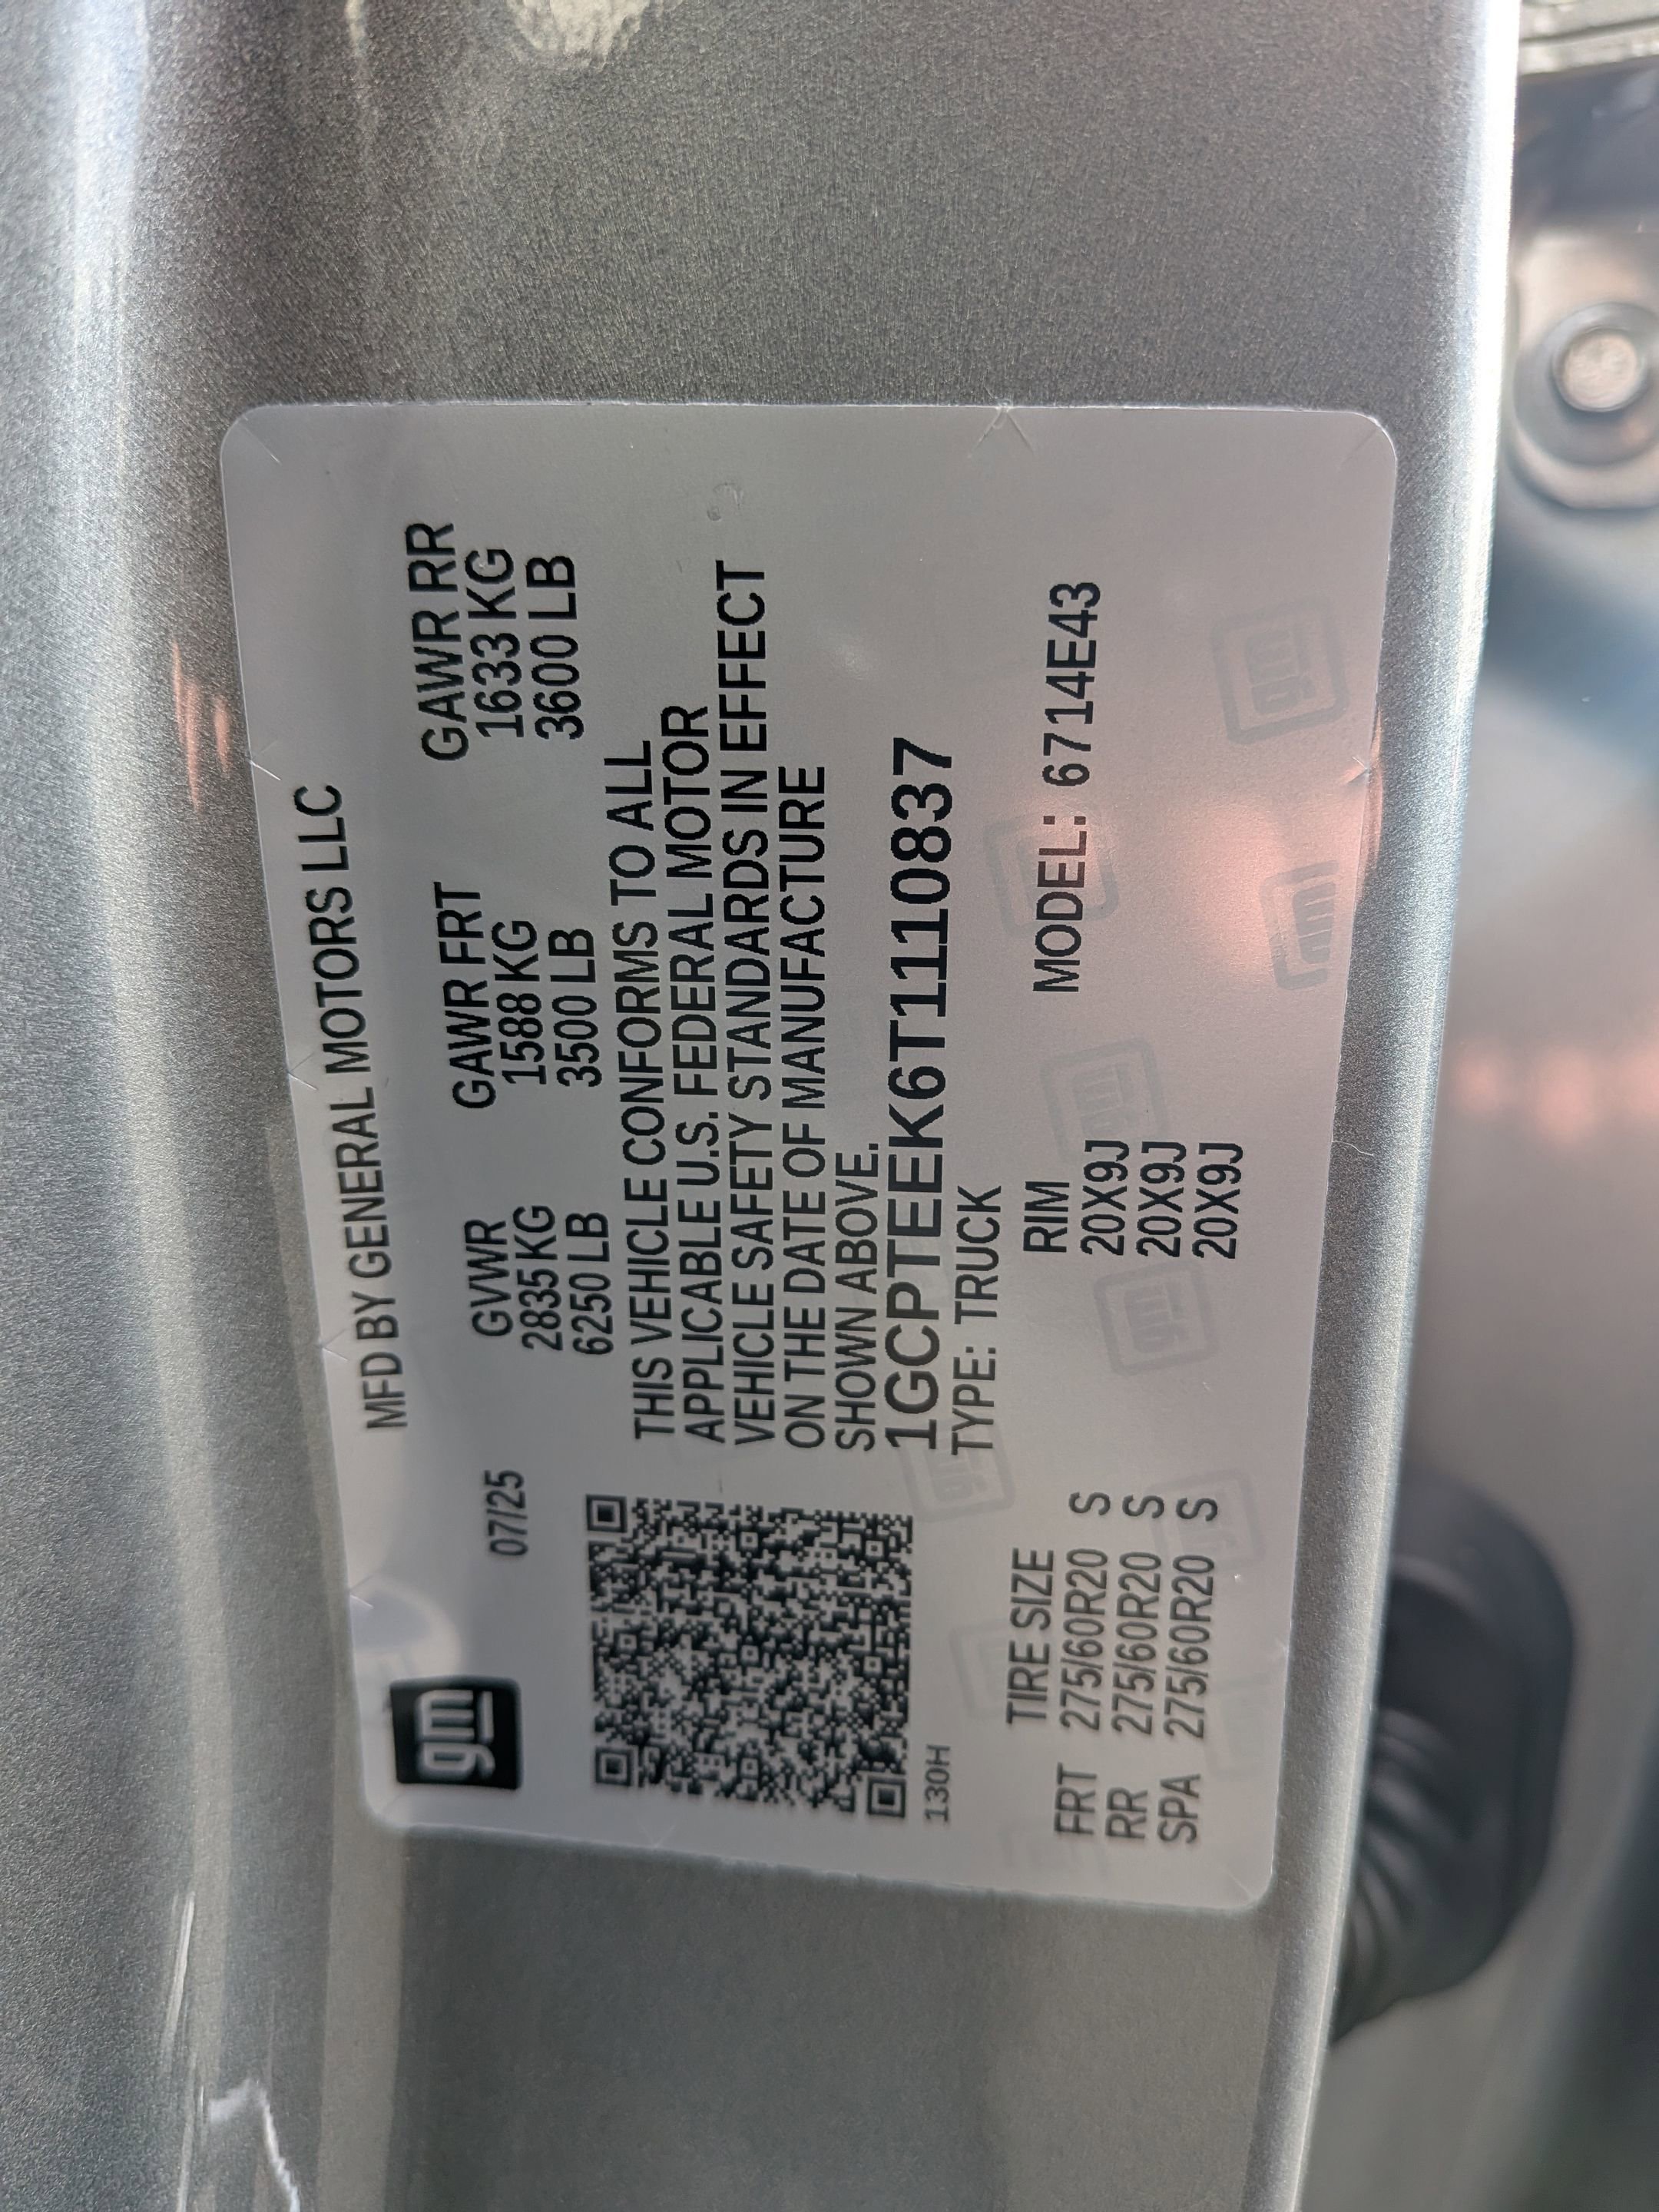 gm
MFD BY GENERAL MOTORS LLC
07/25
GVWR GAWR FRT GAWR RR
2835 KG 1588 KG 1633 KG
6250 LB 3500 LB 3600 LB
THIS VEHICLE CONFORMS TO ALL
APPLICABLE U.S. FEDERAL MOTOR
VEHICLE SAFETY STANDARDS IN EFFECT
ON THE DATE OF MANUFACTURE
SHOWN ABOVE.
1GCPTEEK6T1110837
130H
TYPE: TRUCK
TIRE SIZE RIM MODEL: 6714E43
FRT 275/60R20 S 20X9J
RR 275/60R20 S 20X9J
SPA 275/60R20 S 20X9J